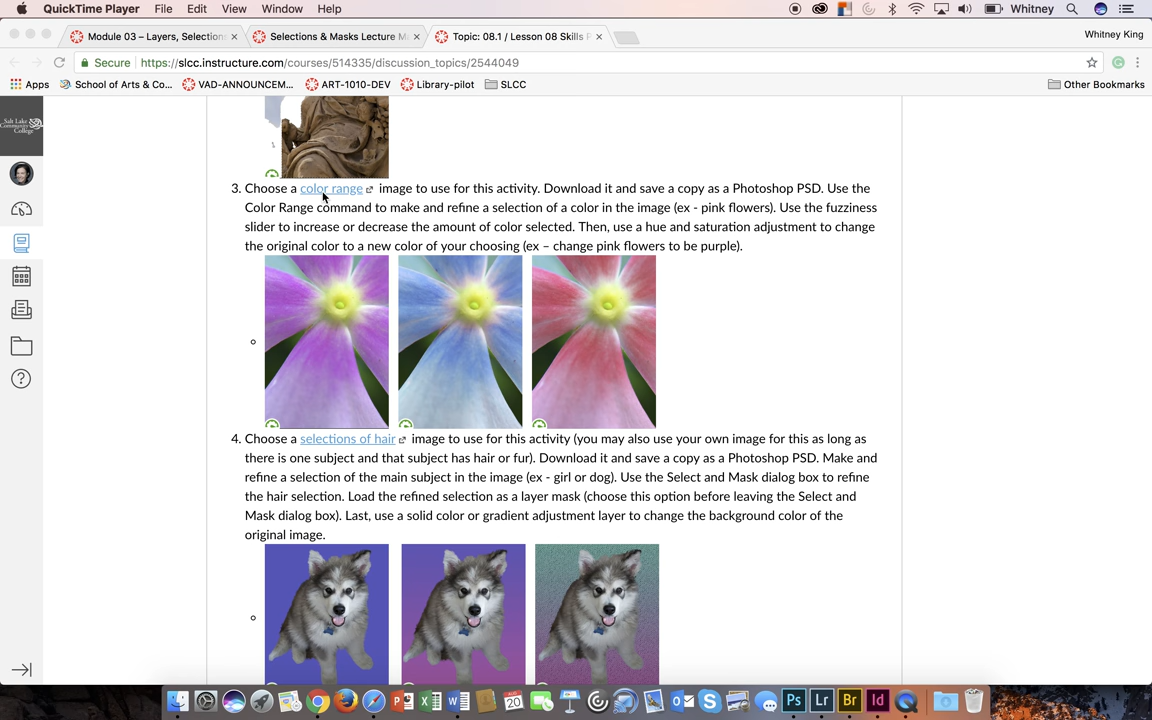 QuickTime Player File Edit View Window Help Whitney
Module 03 – Layers, Selection × Selections & Masks Lecture M × Topic: 08.1 / Lesson 08 Skills P × Whitney King
Secure https://slcc.instructure.com/courses/514335/discussion_topics/2544049
Apps School of Arts & Co... VAD-ANNOUNCEM... ART-1010-DEV Library-pilot SLCC Other Bookmarks
Salt Lake
Community
College
3. Choose a color range image to use for this activity. Download it and save a copy as a Photoshop PSD. Use the
Color Range command to make and refine a selection of a color in the image (ex - pink flowers). Use the fuzziness
slider to increase or decrease the amount of color selected. Then, use a hue and saturation adjustment to change
the original color to a new color of your choosing (ex – change pink flowers to be purple).
4. Choose a selections of hair image to use for this activity (you may also use your own image for this as long as
there is one subject and that subject has hair or fur). Download it and save a copy as a Photoshop PSD. Make and
refine a selection of the main subject in the image (ex - girl or dog). Use the Select and Mask dialog box to refine
the hair selection. Load the refined selection as a layer mask (choose this option before leaving the Select and
Mask dialog box). Last, use a solid color or gradient adjustment layer to change the background color of the
original image.
AUG
20
Ps Lr Br Id